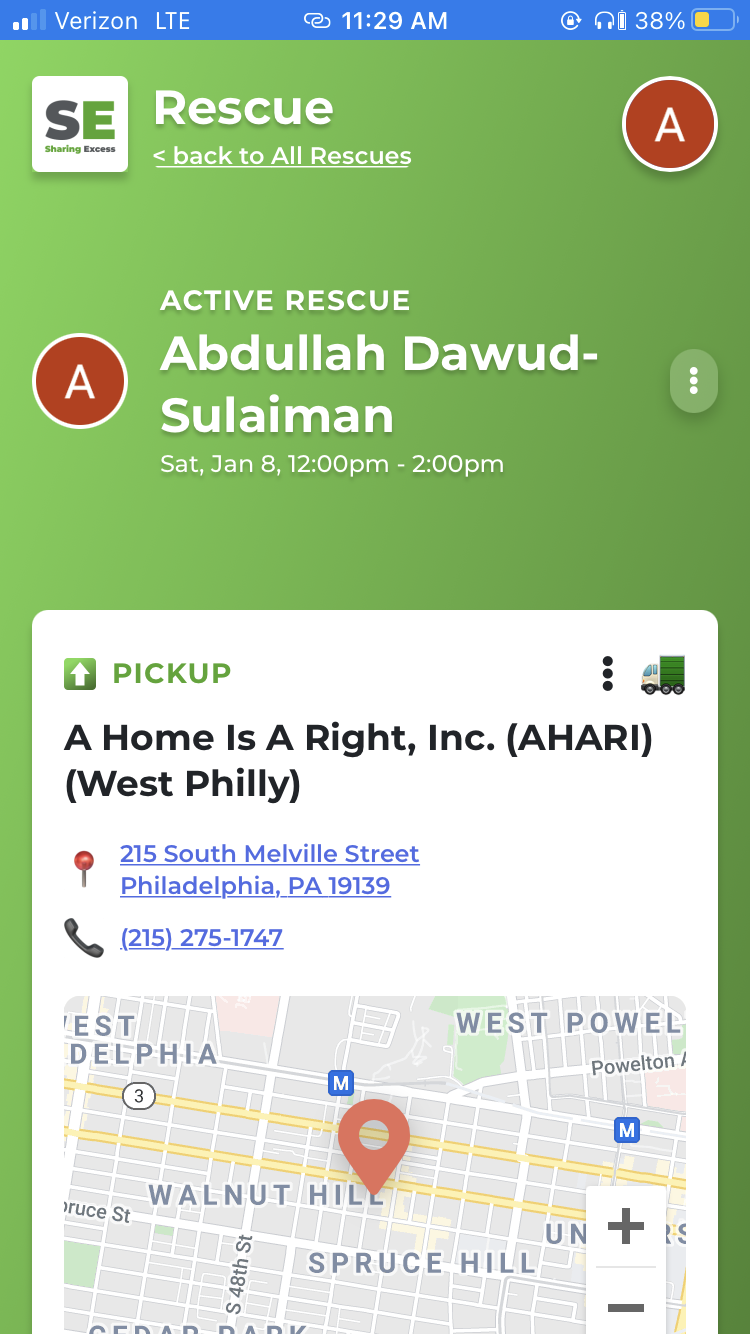 Verizon LTE 11:29 AM 38%
SE
Sharing Excess
Rescue
< back to All Rescues
A
ACTIVE RESCUE
A
Abdullah Dawud-
Sulaiman
Sat, Jan 8, 12:00pm - 2:00pm
PICKUP
A Home Is A Right, Inc. (AHARI)
(West Philly)
215 South Melville Street
Philadelphia, PA 19139
(215) 275-1747
WEST POWEL
EST
DELPHIA
Powelton A
M
3
M
WALNUT HILL
pruce St
UN
RS
S 48th St
SPRUCE HILL
CEDAR PARK